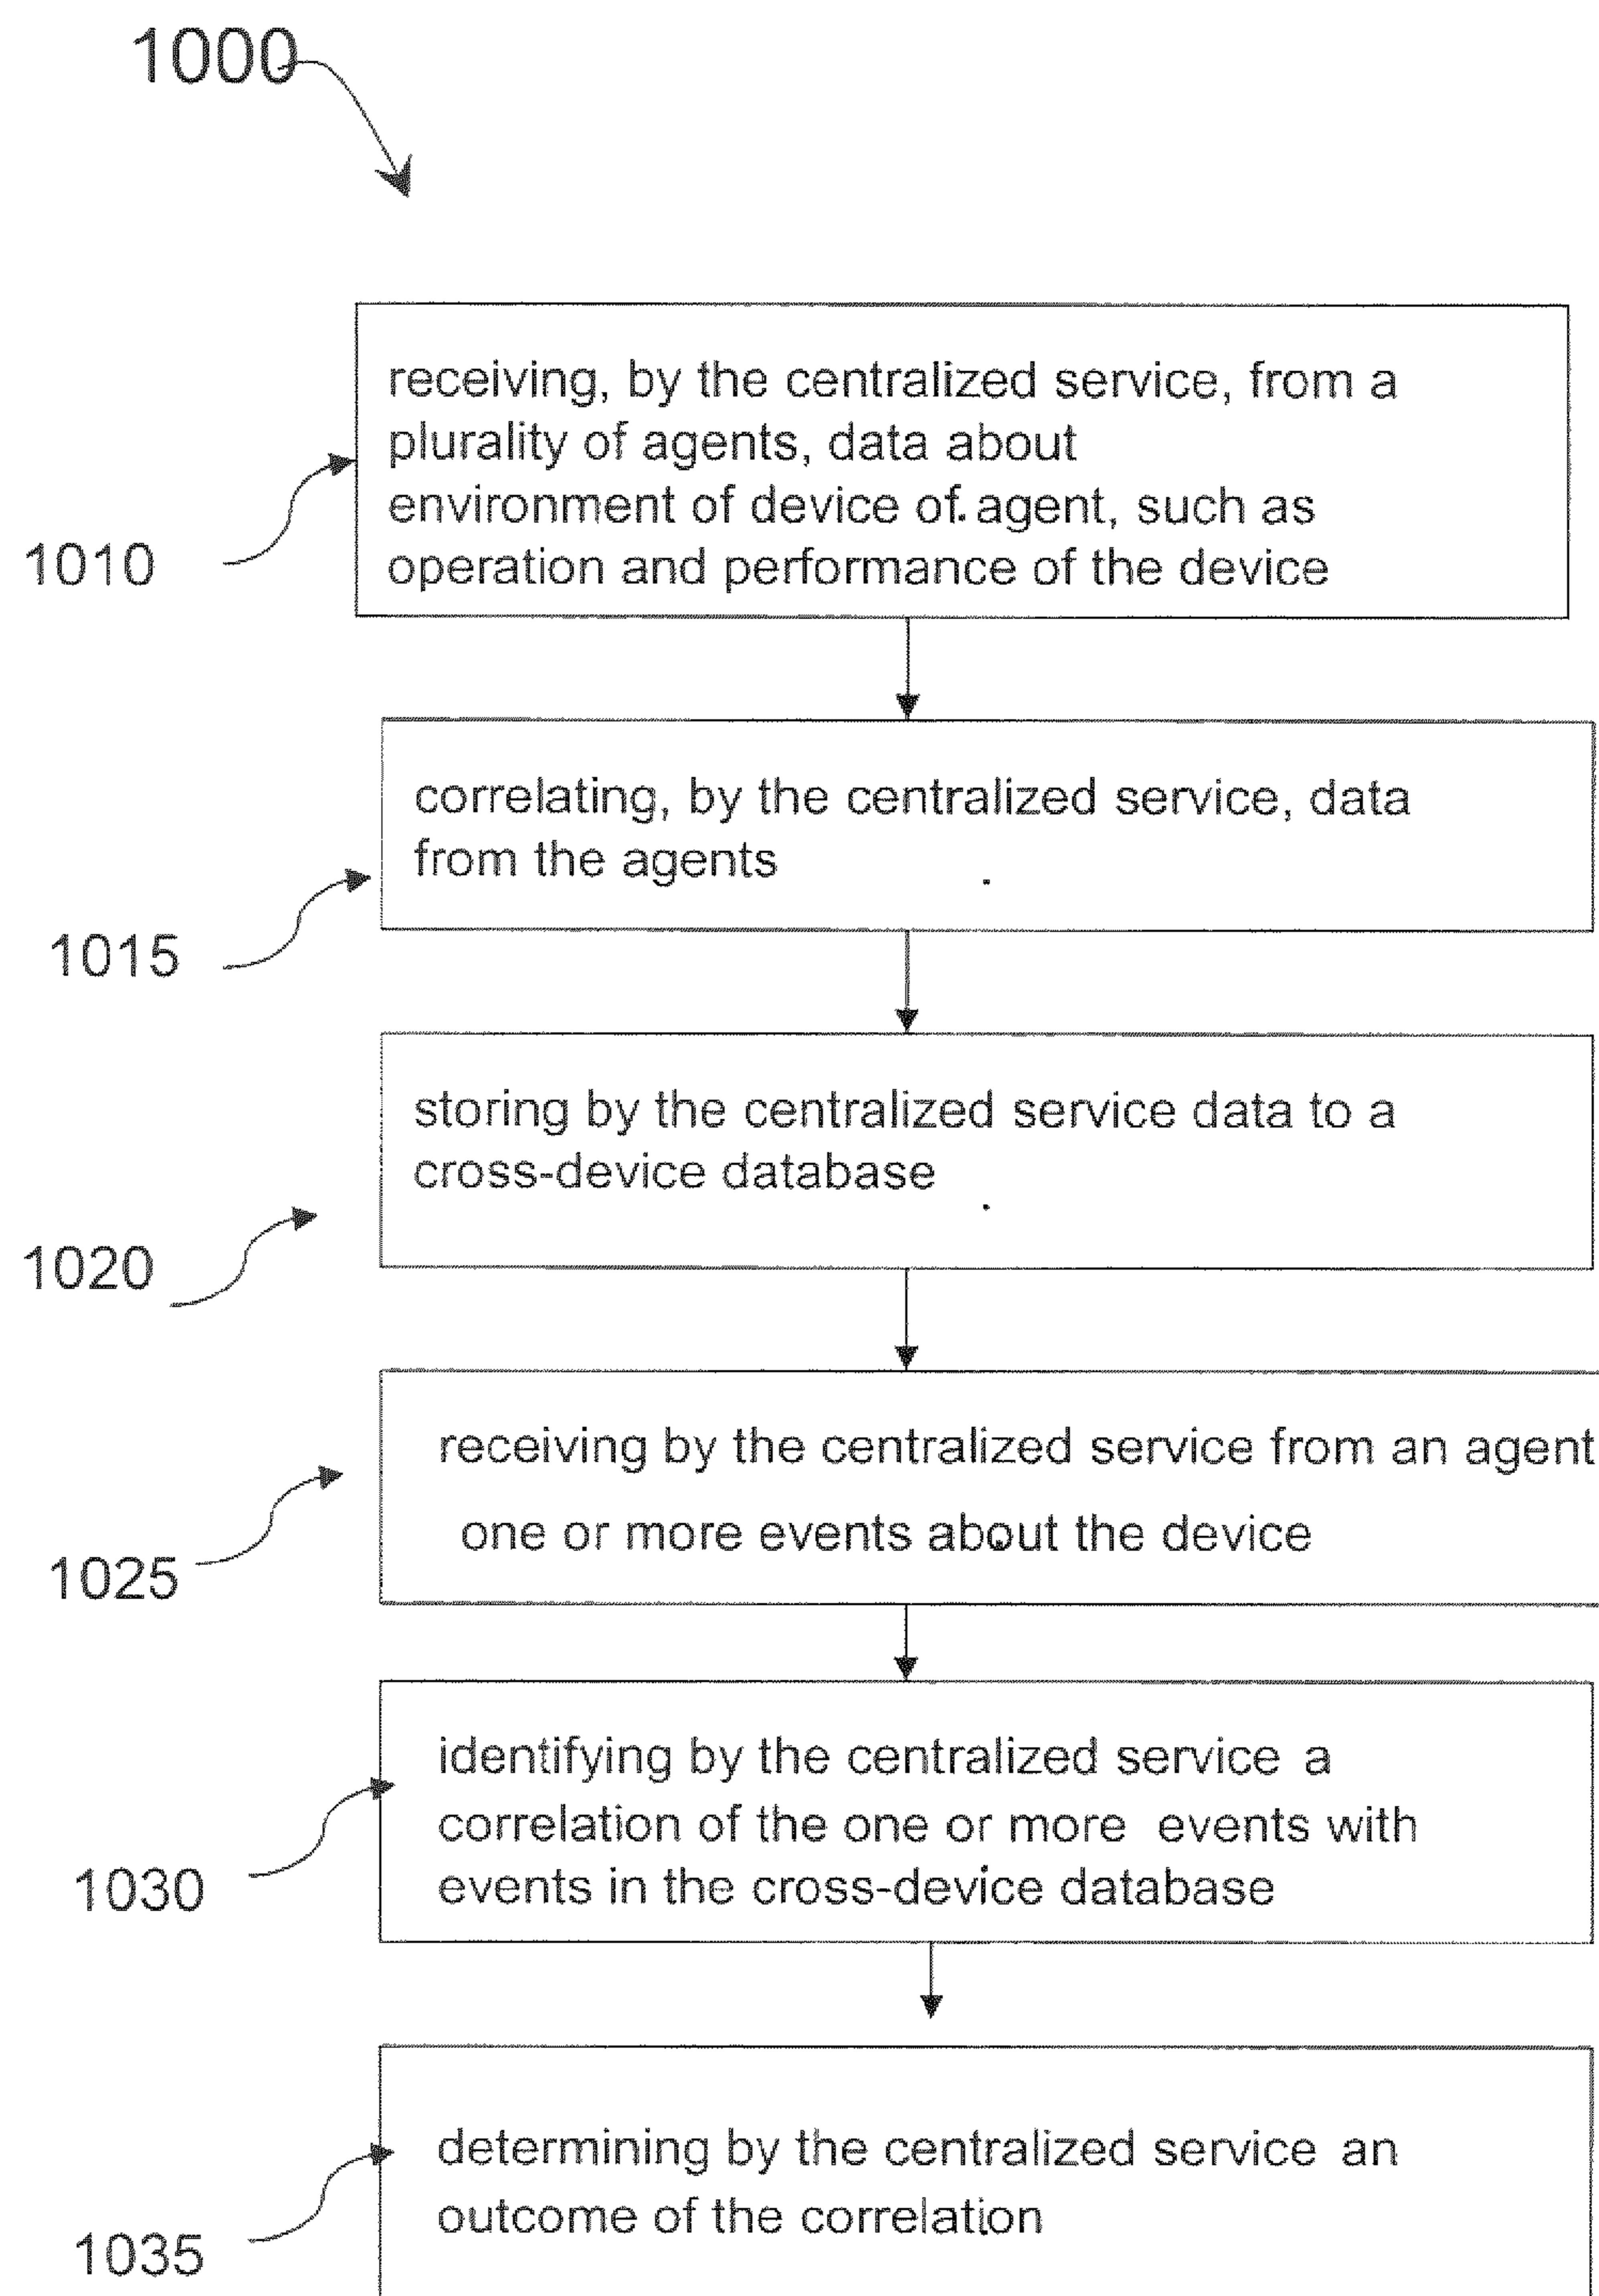 1000
receiving, by the centralized service, from a
plurality of agents, data about
environment of device of agent, such as
operation and performance of the device
1010
correlating, by the centralized service, data
from the agents
1015
storing by the centralized service data to a
cross-device database
1020
receiving by the centralized service from an agent
one or more events about the device
1025
identifying by the centralized service a
correlation of the one or more events with
events in the cross-device database
1030
determining by the centralized service an
outcome of the correlation
1035